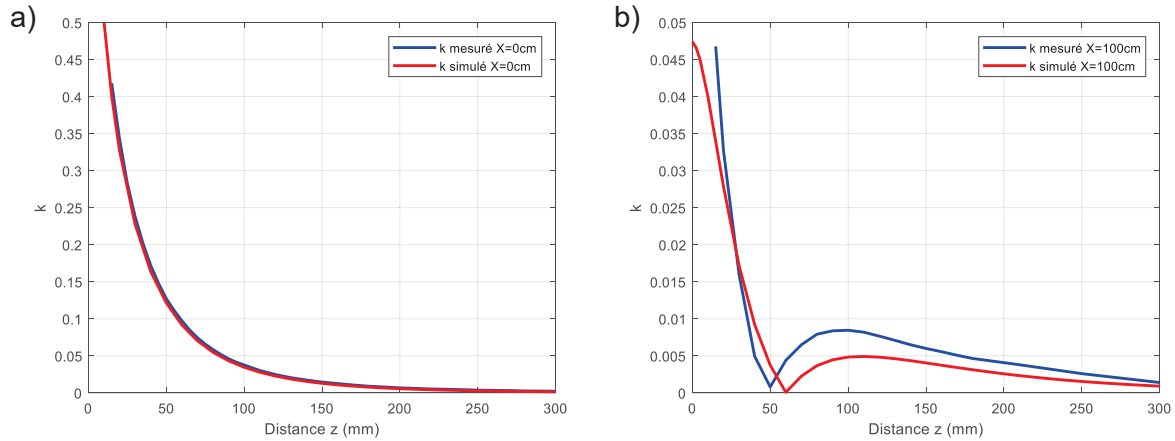 a)
0.5
0.45
0.4
0.35
0.3
0.25
0.2
0.15
0.1
0.05
0
k
k mesuré X=0cm
k simulé X=0cm
0 50 100 150 200 250 300
Distance z (mm)
b)
0.05
0.045
0.04
0.035
0.03
0.025
0.02
0.015
0.01
0.005
0
k
k mesuré X=100cm
k simulé X=100cm
0 50 100 150 200 250 300
Distance z (mm)